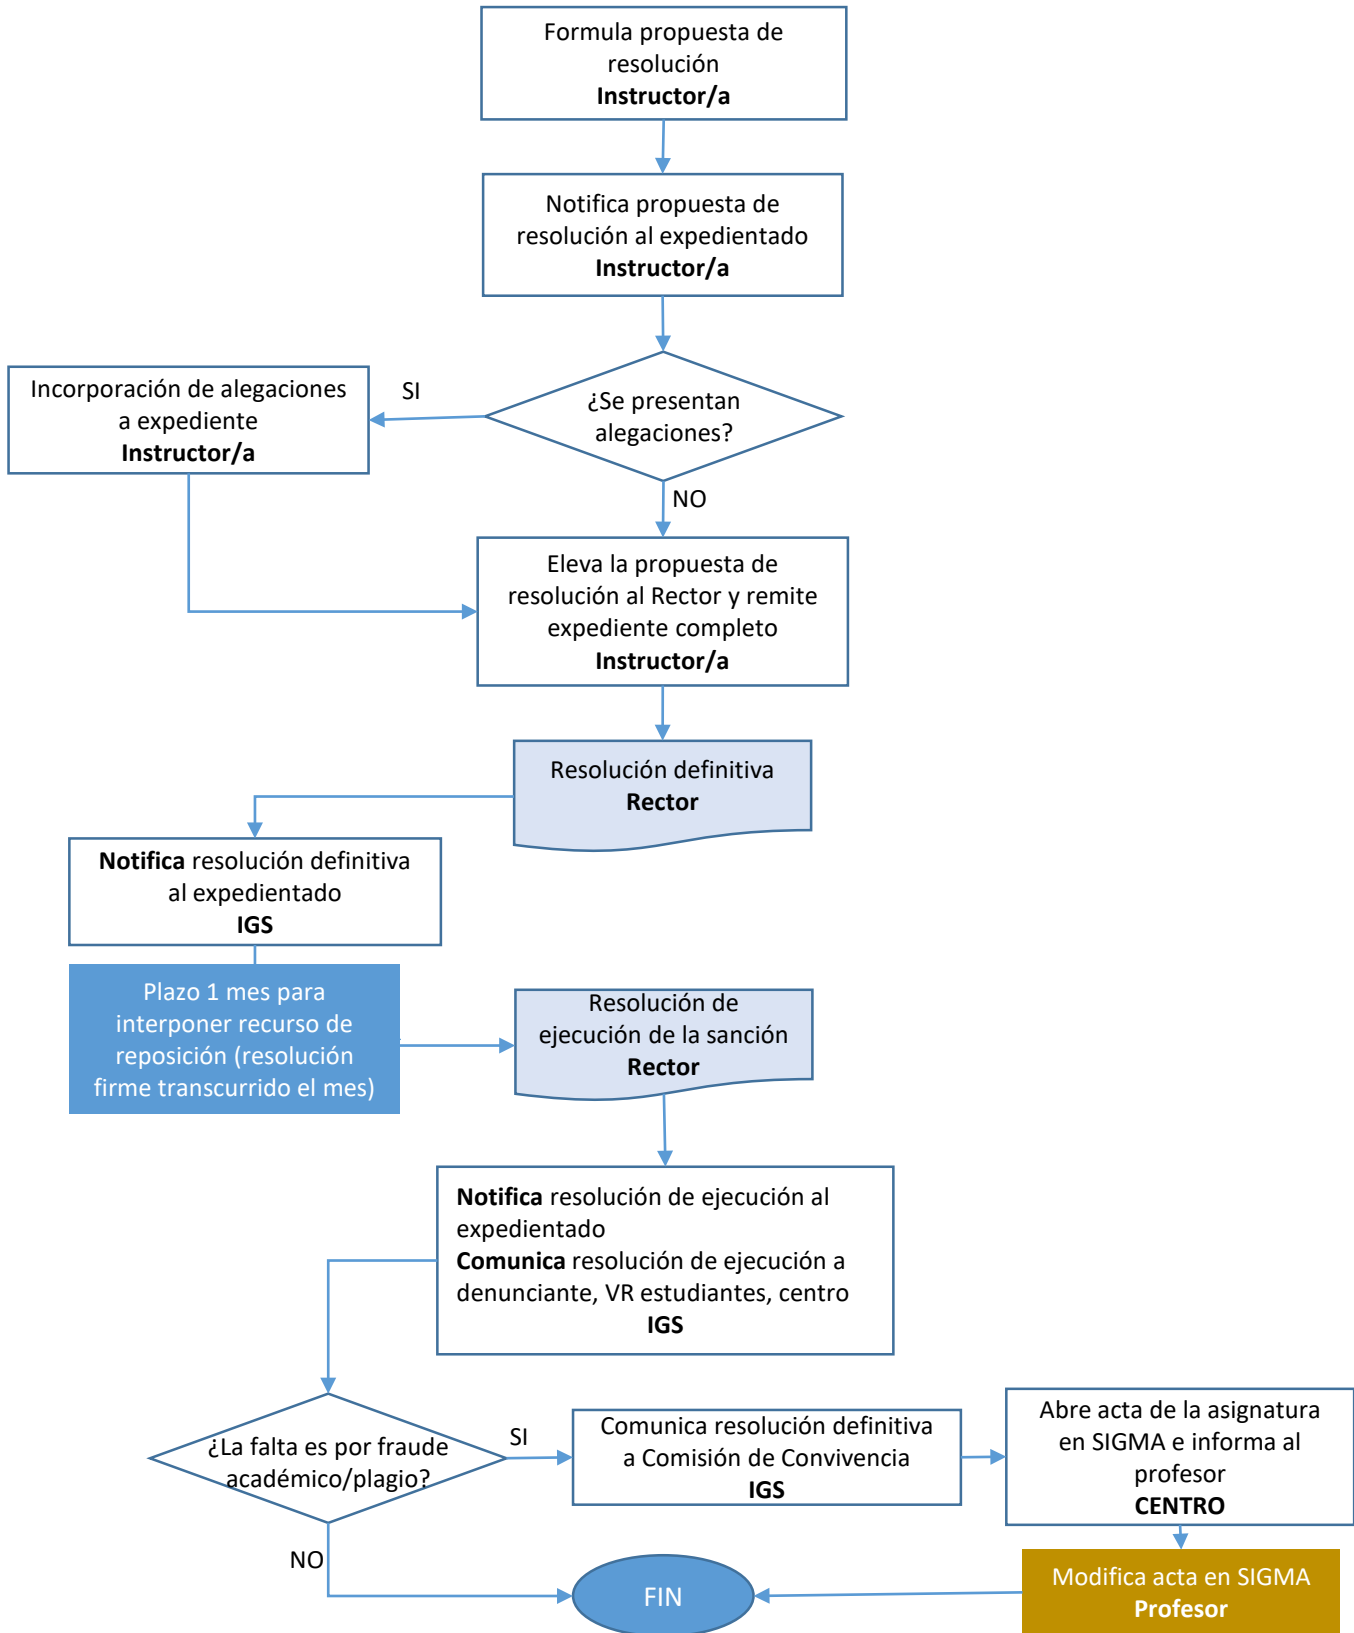 Formula propuesta de
resolución
Instructor/a
Notifica propuesta de
resolución al expedientado
Instructor/a
Incorporación de alegaciones
a expediente
Instructor/a
SI
¿Se presentan
alegaciones?
NO
Eleva la propuesta de
resolución al Rector y remite
expediente completo
Instructor/a
Resolución definitiva
Rector
Notifica resolución definitiva
al expedientado
IGS
Plazo 1 mes para
interponer recurso de
reposición (resolución
firme transcurrido el mes)
Resolución de
ejecución de la sanción
Rector
Notifica resolución de ejecución al
expedientado
Comunica resolución de ejecución a
denunciante, VR estudiantes, centro
IGS
¿La falta es por fraude
académico/plagio?
SI
Comunica resolución definitiva
a Comisión de Convivencia
IGS
Abre acta de la asignatura
en SIGMA e informa al
profesor
CENTRO
NO
FIN
Modifica acta en SIGMA
Profesor